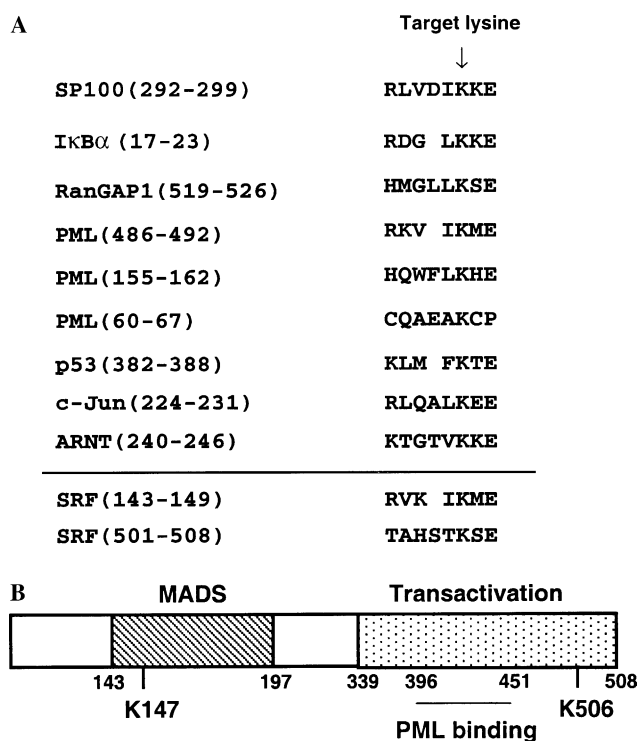 A
Target lysine
↓
SP100(292-299) RLVDIKKE
IκBα (17-23) RDG LKKE
RanGAP1(519-526) HMGLLKSE
PML(486-492) RKV IKME
PML(155-162) HQWFLKHE
PML(60-67) CQAEAKCP
p53(382-388) KLM FKTE
c-Jun(224-231) RLQALKEE
ARNT(240-246) KTGTVKKE
SRF(143-149) RVK IKME
SRF(501-508) TAHSTKSE
B
MADS Transactivation
143 197 339 396 451 508
K147 K506
PML binding